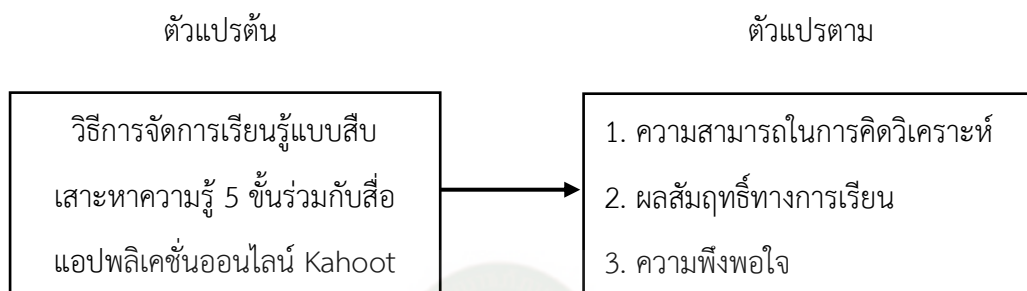 ตัวแปรต้น
ตัวแปรตาม
วิธีการจัดการเรียนรู้แบบสืบ
เสาะหาความรู้ 5 ขั้นร่วมกับสื่อ
แอปพลิเคชั่นออนไลน์ Kahoot
1. ความสามารถในการคิดวิเคราะห์
2. ผลสัมฤทธิ์ทางการเรียน
3. ความพึงพอใจ